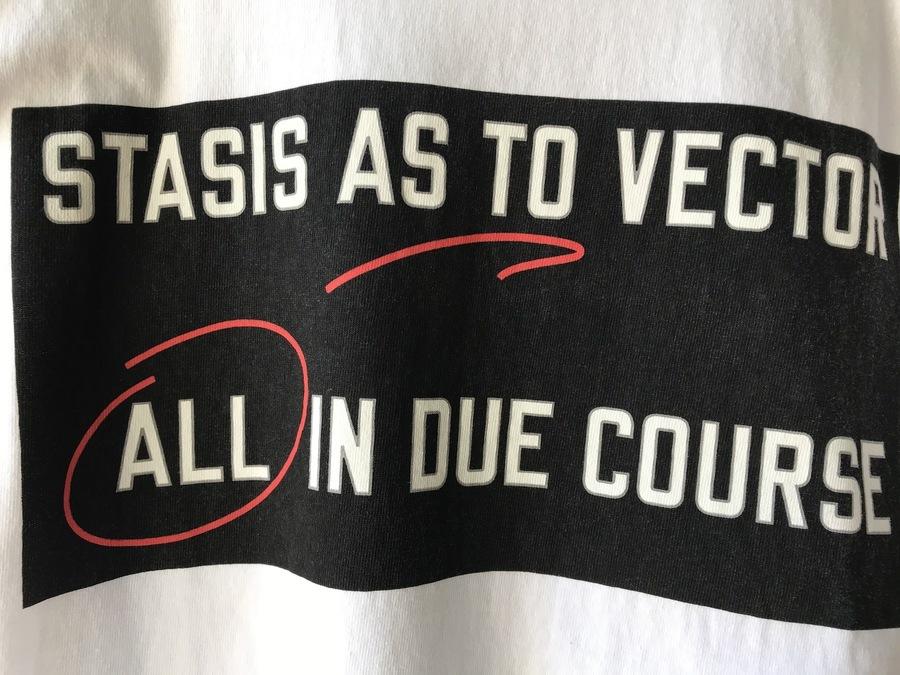 STASIS AS TO VECTOR
ALL IN DUE COURSE